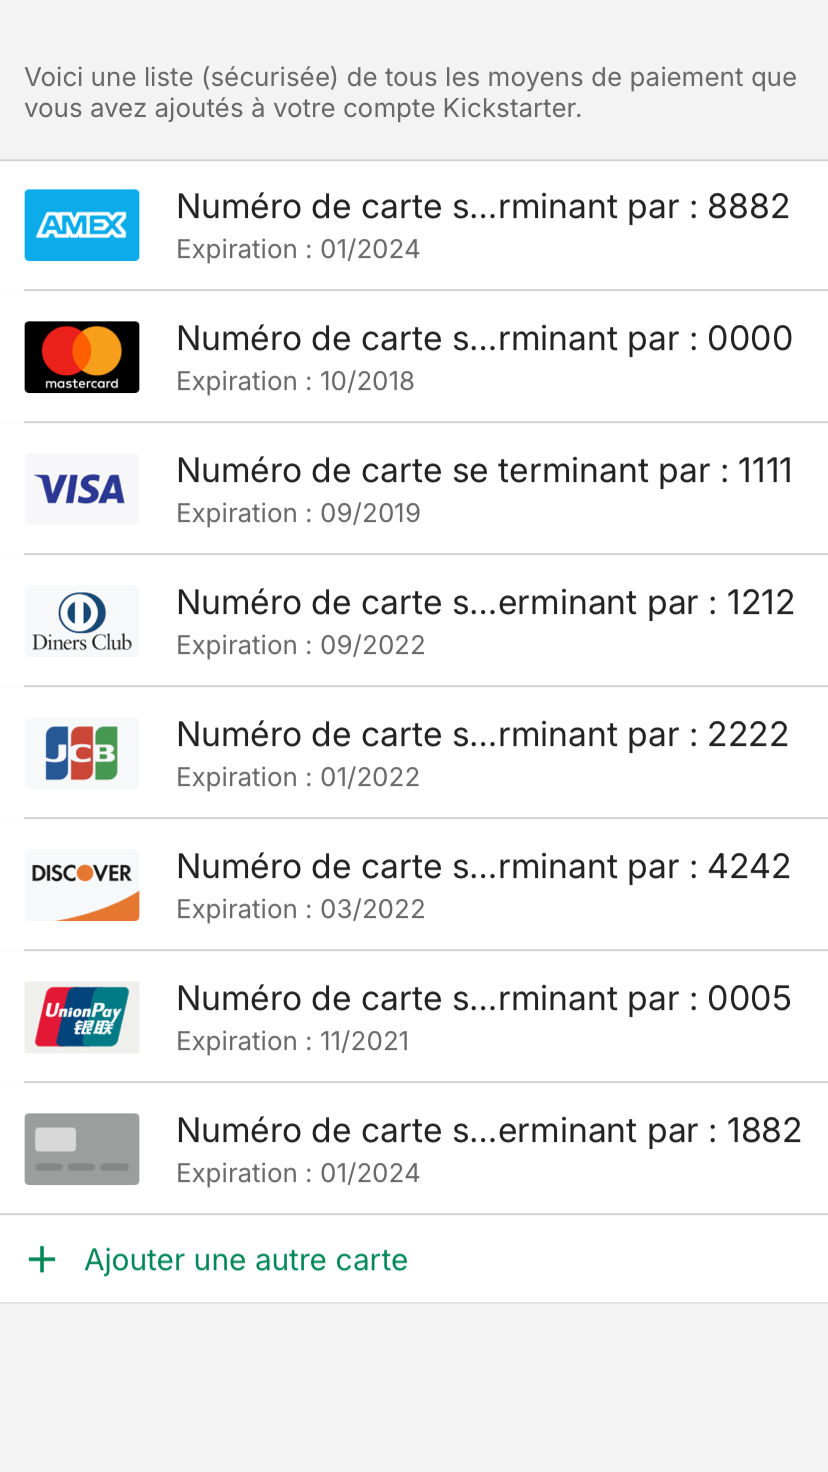 Voici une liste (sécurisée) de tous les moyens de paiement que
vous avez ajoutés à votre compte Kickstarter.
AMEX
Numéro de carte s...rminant par : 8882
Expiration : 01/2024
mastercard
Numéro de carte s...rminant par : 0000
Expiration : 10/2018
VISA
Numéro de carte se terminant par : 1111
Expiration : 09/2019
Diners Club
Numéro de carte s...erminant par : 1212
Expiration : 09/2022
JCB
Numéro de carte s...rminant par : 2222
Expiration : 01/2022
DISCOVER
Numéro de carte s...rminant par : 4242
Expiration : 03/2022
UnionPay
银联
Numéro de carte s...rminant par : 0005
Expiration : 11/2021
Numéro de carte s...erminant par : 1882
Expiration : 01/2024
+ Ajouter une autre carte